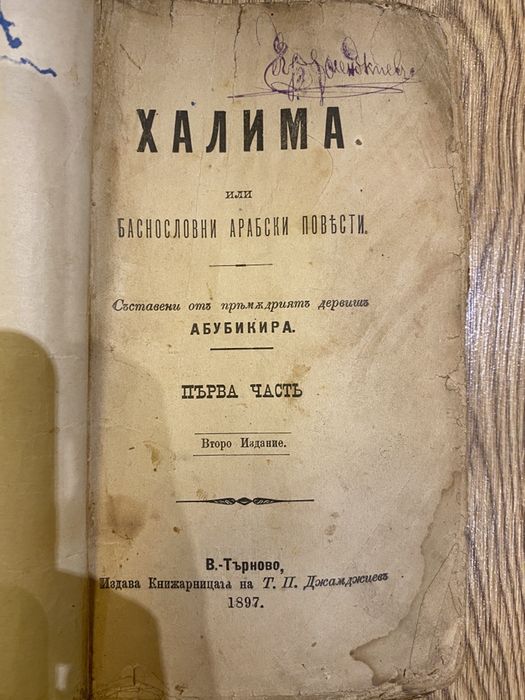 ХАЛИМА.
или
БАСНОСЛОВНИ АРАБСКИ ПОВѢСТИ.
Съставени отъ прѣмѫдриятъ дервишъ
АБУБИКИРА.
ПЪРВА ЧАСТЬ
Второ Издание.
В.-Търново,
Издава Книжарницата на Т. П. Джамджиевъ
1897.